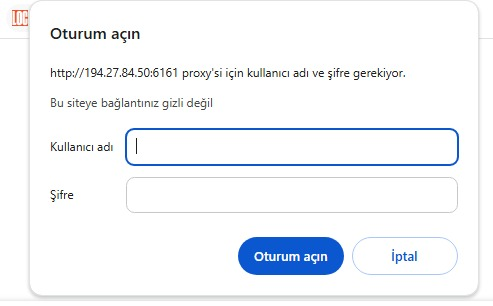 LOC
Oturum açın
http://194.27.84.50:6161 proxy'si için kullanıcı adı ve şifre gerekiyor.
Bu siteye bağlantınız gizli değil
Kullanıcı adı
Şifre
Oturum açın
İptal